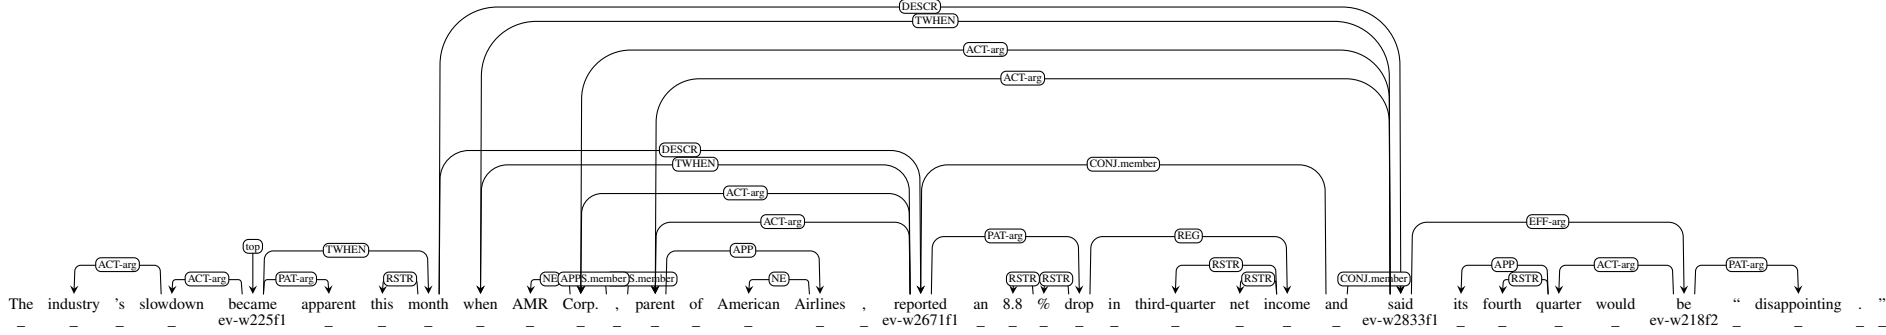 DESCR
TWHEN
ACT-arg
ACT-arg
DESCR
TWHEN CONJ.member
ACT-arg
ACT-arg EFF-arg
top TWHEN APP PAT-arg REG
ACT-arg RSTR APP ACT-arg
ACT-arg PAT-arg RSTR NE APPS.member S.member NE RSTR RSTR RSTR CONJ.member RSTR PAT-arg
The industry 's slowdown became apparent this month when AMR Corp. , parent of American Airlines , reported an 8.8 % drop in third-quarter net income and said its fourth quarter would be “ disappointing . ”
_ _ _ _ ev-w225f1 _ _ _ _ _ _ _ _ _ _ _ _ ev-w2671f1 _ _ _ _ _ _ _ _ _ ev-w2833f1 _ _ _ _ ev-w218f2 _ _ _ _